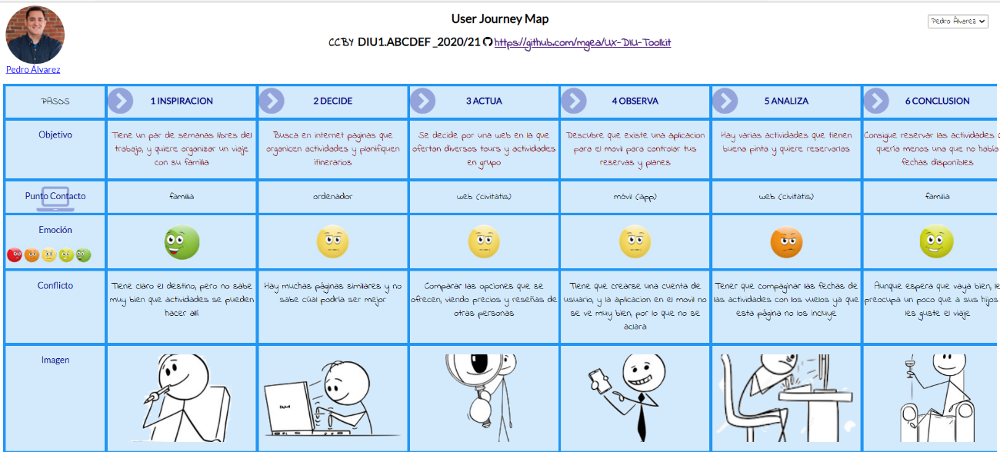 User Journey Map
Pedro Álvarez
CCBY DIU1.ABCDEF_2020/21 https://github.com/mgea/UX-DIU-Toolkit
Pedro Álvarez
PASOS
1 INSPIRACION
2 DECIDE
3 ACTUA
4 OBSERVA
5 ANALIZA
6 CONCLUSION
Objetivo
Tiene un par de semanas libres del
trabajo, y quiere organizar un viaje
con su familia
Busca en internet paginas que
organicen actividades y planifiquen
itinerarios
Se decide por una web en la que
ofertan diversos tours y actividades
en grupo
Descubre que existe una aplicacion
para el movil para controlar tus
reservas y planes
Hay varias actividades que tienen
buena pinta y quiere reservarlas
Consigue reservar las actividades
quería menos una que no había
fechas disponibles
Punto Contacto
familia
ordenador
web (civitatis)
móvil (app)
web (civitatis)
familia
Emoción
Conflicto
Tiene claro el destino, pero no sabe
muy bien que actividades se pueden
hacer allí
Hay muchas páginas similares y no
sabe cúal podría ser mejor
Comparar las opciones que se
ofrecen, viendo precios y reseñas de
otras personas
Tiene que crearse una cuenta de
usuario, y la aplicacion en el movil no
se ve muy bien, por lo que no se
aclara
Tener que compaginar las fechas de
las actividades con los vuelos ya que
esta página no los incluye
Aunque espera que vaya bien, le
preocupa un poco que a sus hijos
les guste el viaje
Imagen